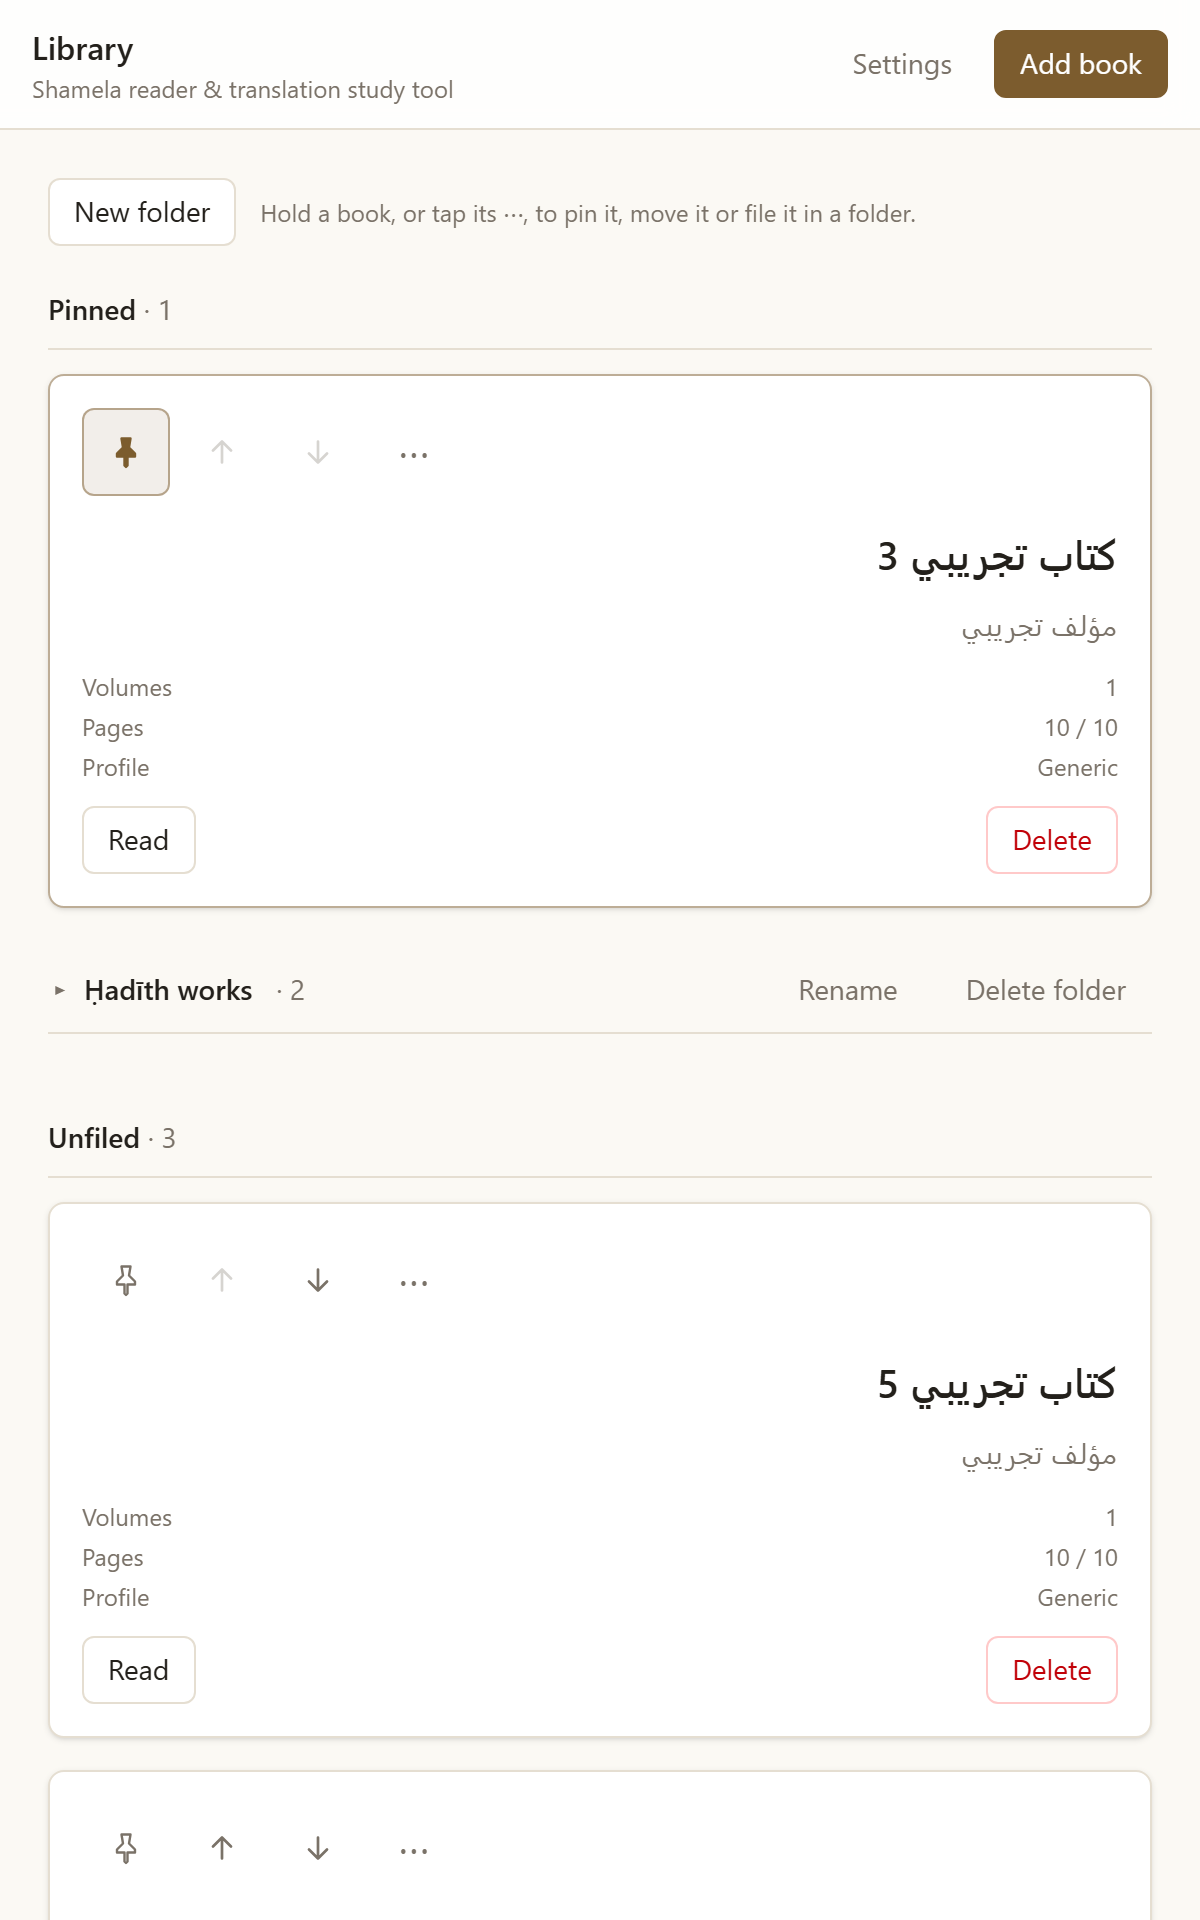 Library
Shamela reader & translation study tool
Settings
Add book
New folder
Hold a book, or tap its ···, to pin it, move it or file it in a folder.
Pinned · 1
···
كتاب تجريبي 3
مؤلف تجريبي
Volumes 1
Pages 10 / 10
Profile Generic
Read
Delete
Ḥadīth works · 2
Rename
Delete folder
Unfiled · 3
···
كتاب تجريبي 5
مؤلف تجريبي
Volumes 1
Pages 10 / 10
Profile Generic
Read
Delete
···